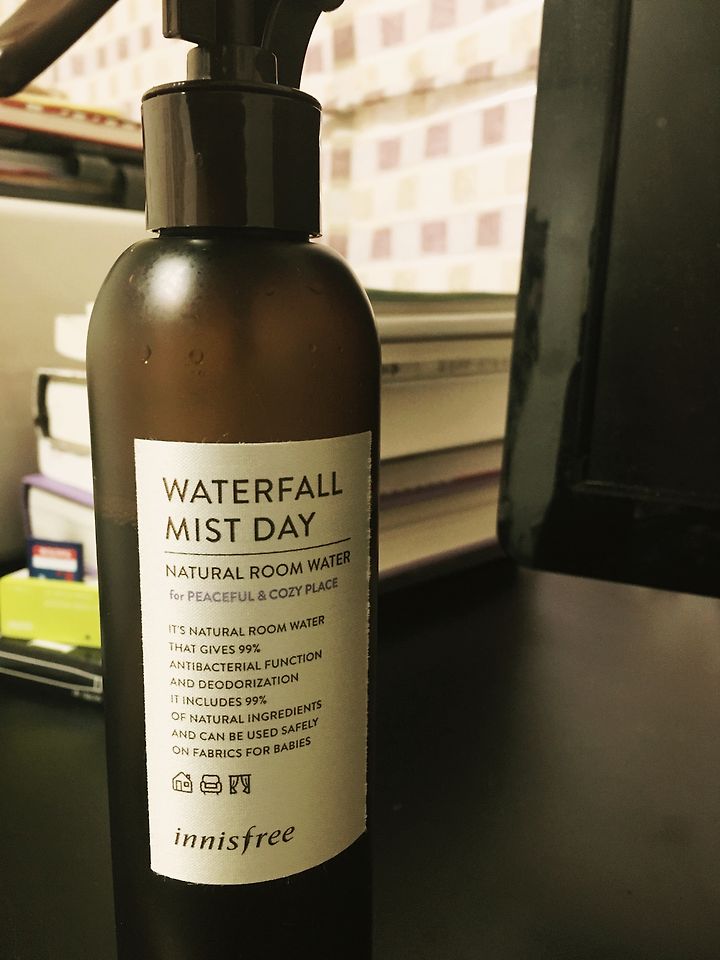 WATERFALL
MIST DAY
NATURAL ROOM WATER
for PEACEFUL & COZY PLACE
IT'S NATURAL ROOM WATER
THAT GIVES 99%
ANTIBACTERIAL FUNCTION
AND DEODORIZATION
IT INCLUDES 99%
OF NATURAL INGREDIENTS
AND CAN BE USED SAFELY
ON FABRICS FOR BABIES
innisfree